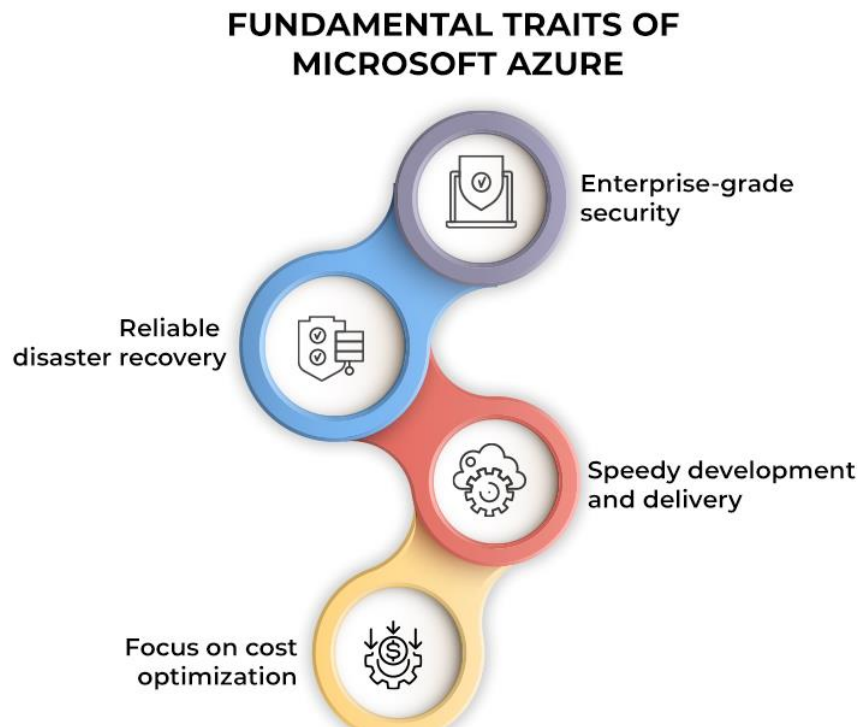 FUNDAMENTAL TRAITS OF
MICROSOFT AZURE
Enterprise-grade
security
Reliable
disaster recovery
Speedy development
and delivery
Focus on cost
optimization
$